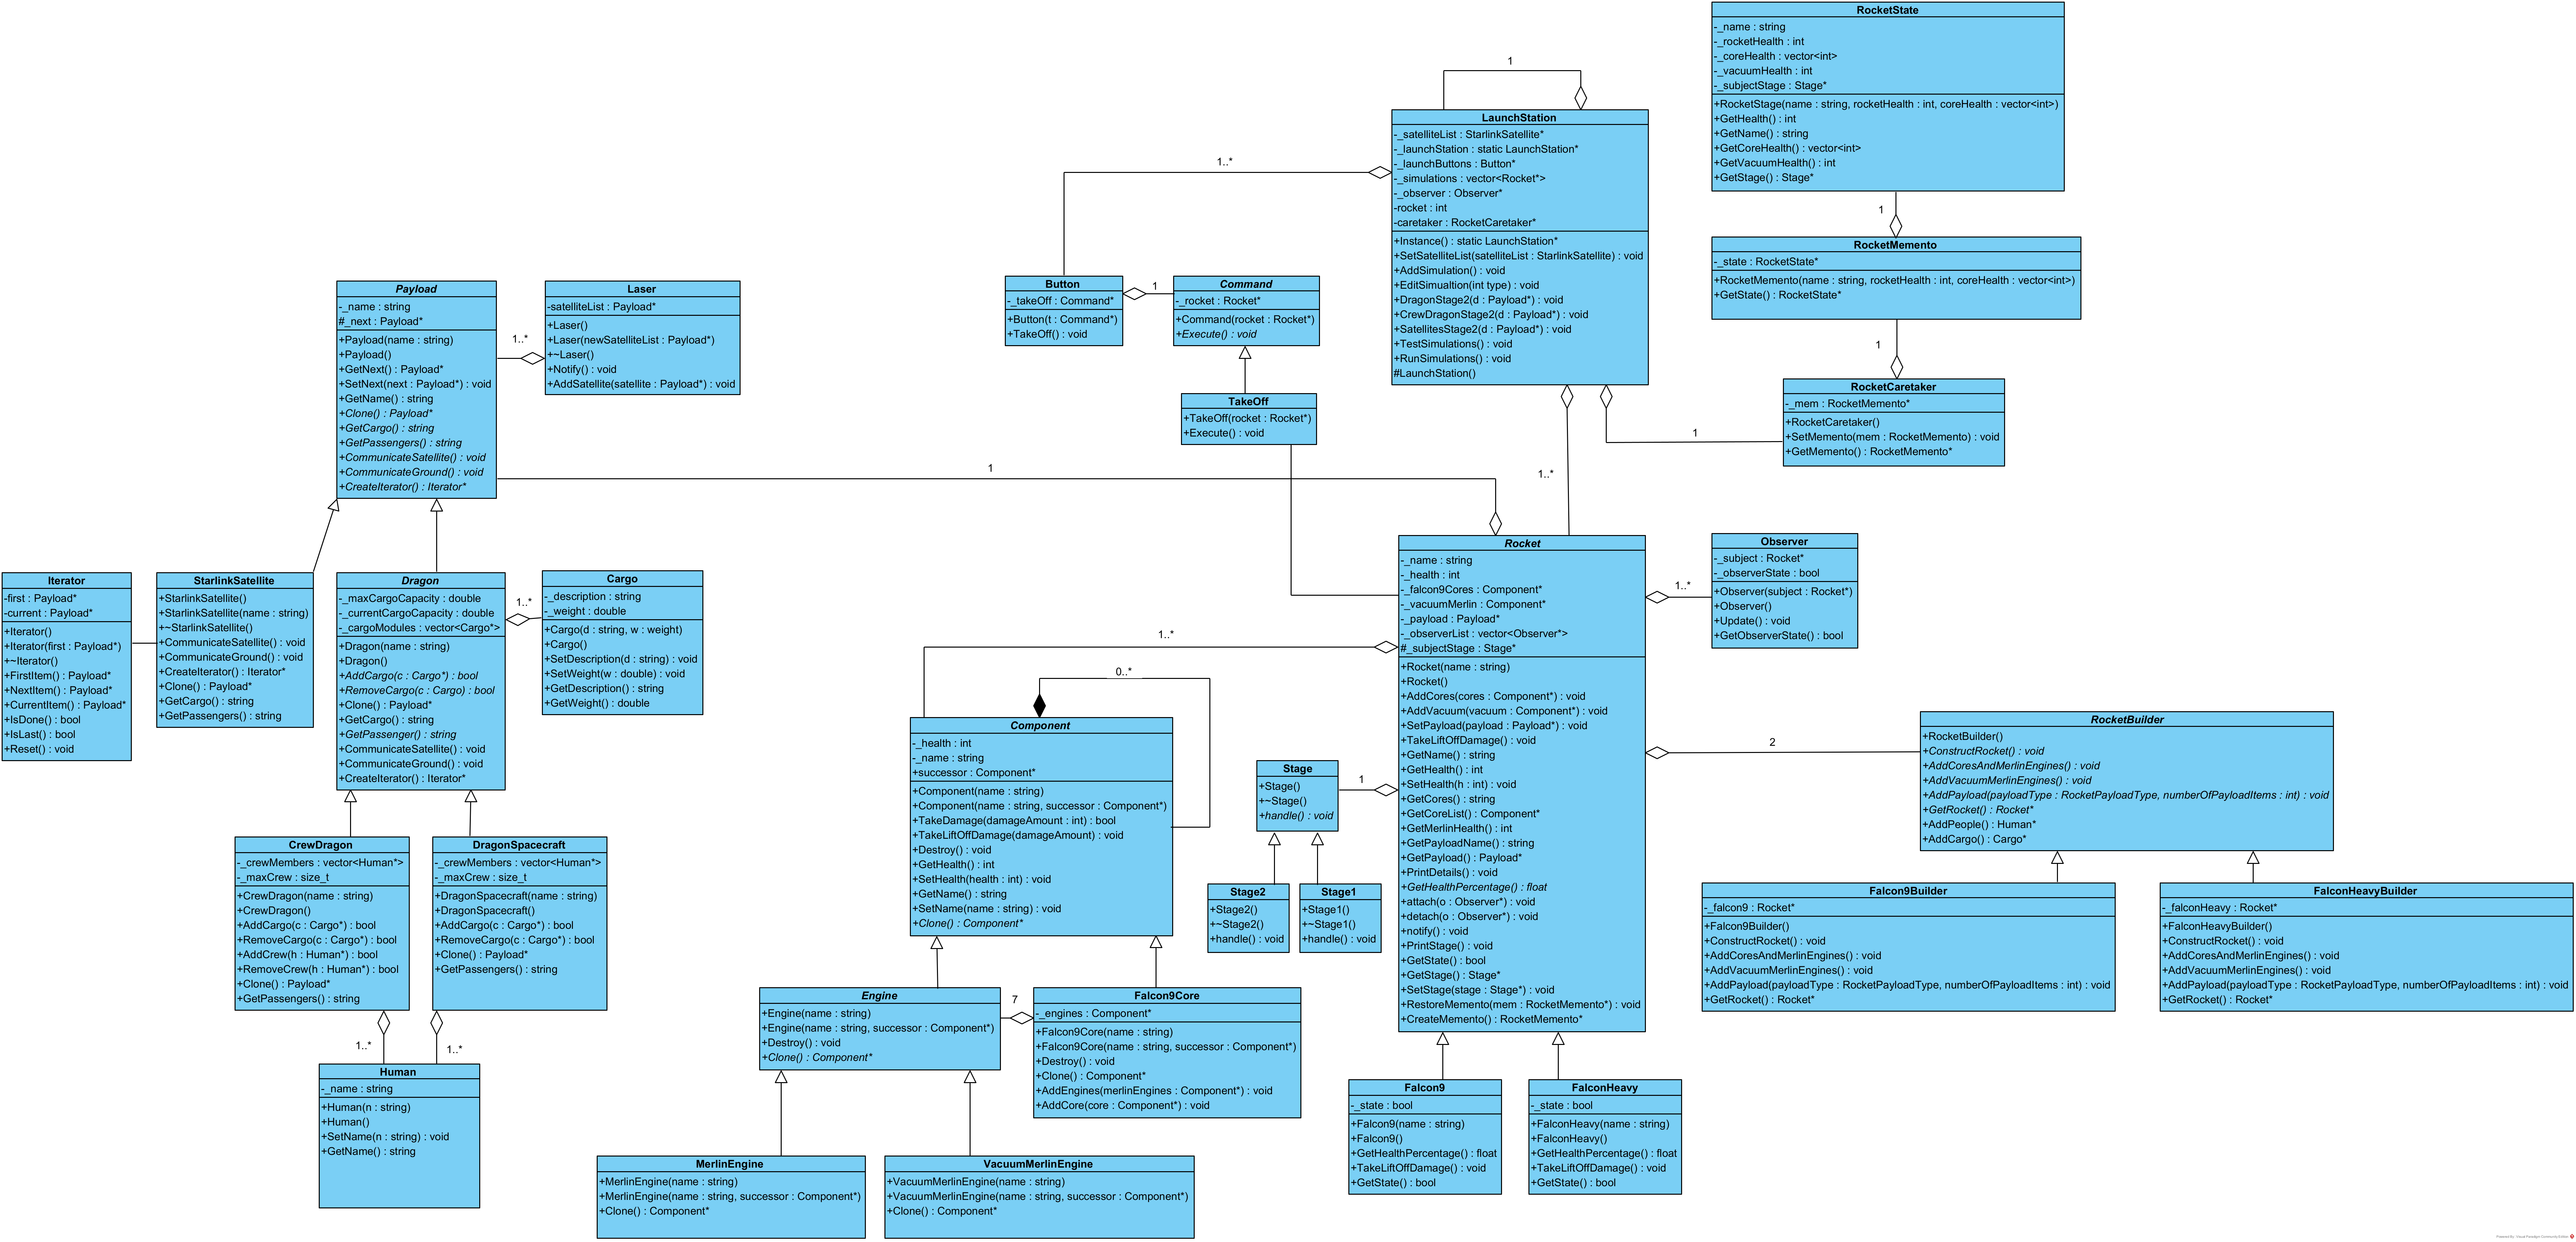 RocketState
-_name : string
-_rocketHealth : int
-_coreHealth : vector<int>
-_vacuumHealth : int
-_subjectStage : Stage*
+RocketStage(name : string, rocketHealth : int, coreHealth : vector<int>)
+GetHealth() : int
+GetName() : string
+GetCoreHealth() : vector<int>
+GetVacuumHealth() : int
+GetStage() : Stage*
1
LaunchStation
-_satelliteList : StarlinkSatellite*
-_launchStation : static LaunchStation*
-_launchButtons : Button*
-_simulations : vector<Rocket*>
-_observer : Observer*
-rocket : int
-caretaker : RocketCaretaker*
+Instance() : static LaunchStation*
+SetSatelliteList(satelliteList : StarlinkSatellite) : void
+AddSimulation() : void
+EditSimualtion(int type) : void
+DragonStage2(d : Payload*) : void
+CrewDragonStage2(d : Payload*) : void
+SatellitesStage2(d : Payload*) : void
+TestSimulations() : void
+RunSimulations() : void
#LaunchStation()
1..*
1
RocketMemento
-_state : RocketState*
+RocketMemento(name : string, rocketHealth : int, coreHealth : vector<int>)
+GetState() : RocketState*
1
RocketCaretaker
-_mem : RocketMemento*
+RocketCaretaker()
+SetMemento(mem : RocketMemento) : void
+GetMemento() : RocketMemento*
1
1..*
Payload
-_name : string
#_next : Payload*
+Payload(name : string)
+Payload()
+GetNext() : Payload*
+SetNext(next : Payload*) : void
+GetName() : string
+Clone() : Payload*
+GetCargo() : string
+GetPassengers() : string
+CommunicateSatellite() : void
+CommunicateGround() : void
+CreateIterator() : Iterator*
1..*
Laser
-satelliteList : Payload*
+Laser()
+Laser(newSatelliteList : Payload*)
+~Laser()
+Notify() : void
+AddSatellite(satellite : Payload*) : void
Button
-_takeOff : Command*
+Button(t : Command*)
+TakeOff() : void
1
Command
-_rocket : Rocket*
+Command(rocket : Rocket*)
+Execute() : void
TakeOff
+TakeOff(rocket : Rocket*)
+Execute() : void
1
Iterator
-first : Payload*
-current : Payload*
+Iterator()
+Iterator(first : Payload*)
+~Iterator()
+FirstItem() : Payload*
+NextItem() : Payload*
+CurrentItem() : Payload*
+IsDone() : bool
+IsLast() : bool
+Reset() : void
StarlinkSatellite
+StarlinkSatellite()
+StarlinkSatellite(name : string)
+~StarlinkSatellite()
+CommunicateSatellite() : void
+CommunicateGround() : void
+CreateIterator() : Iterator*
+Clone() : Payload*
+GetCargo() : string
+GetPassengers() : string
Dragon
-_maxCargoCapacity : double
-_currentCargoCapacity : double
-_cargoModules : vector<Cargo*>
+Dragon(name : string)
+Dragon()
+AddCargo(c : Cargo*) : bool
+RemoveCargo(c : Cargo) : bool
+Clone() : Payload*
+GetCargo() : string
+GetPassenger() : string
+CommunicateSatellite() : void
+CommunicateGround() : void
+CreateIterator() : Iterator*
1..*
Cargo
-_description : string
-_weight : double
+Cargo(d : string, w : weight)
+Cargo()
+SetDescription(d : string) : void
+SetWeight(w : double) : void
+GetDescription() : string
+GetWeight() : double
Rocket
-_name : string
-_health : int
-_falcon9Cores : Component*
-_vacuumMerlin : Component*
-_payload : Payload*
-_observerList : vector<Observer*>
#_subjectStage : Stage*
+Rocket(name : string)
+Rocket()
+AddCores(cores : Component*) : void
+AddVacuum(vacuum : Component*) : void
+SetPayload(payload : Payload*) : void
+TakeLiftOffDamage() : void
+GetName() : string
+GetHealth() : int
+SetHealth(h : int) : void
+GetCores() : string
+GetCoreList() : Component*
+GetMerlinHealth() : int
+GetPayloadName() : string
+GetPayload() : Payload*
+PrintDetails() : void
+GetHealthPercentage() : float
+attach(o : Observer*) : void
+detach(o : Observer*) : void
+notify() : void
+PrintStage() : void
+GetState() : bool
+GetStage() : Stage*
+SetStage(stage : Stage*) : void
+RestoreMemento(mem : RocketMemento*) : void
+CreateMemento() : RocketMemento*
1..*
Observer
-_subject : Rocket*
-_observerState : bool
+Observer(subject : Rocket*)
+Observer()
+Update() : void
+GetObserverState() : bool
1..*
0..*
Component
-_health : int
-_name : string
+successor : Component*
+Component(name : string)
+Component(name : string, successor : Component*)
+TakeDamage(damageAmount : int) : bool
+TakeLiftOffDamage(damageAmount) : void
+Destroy() : void
+GetHealth() : int
+SetHealth(health : int) : void
+GetName() : string
+SetName(name : string) : void
+Clone() : Component*
Stage
+Stage()
+~Stage()
+handle() : void
1
Stage2
+Stage2()
+~Stage2()
+handle() : void
Stage1
+Stage1()
+~Stage1()
+handle() : void
2
RocketBuilder
+RocketBuilder()
+ConstructRocket() : void
+AddCoresAndMerlinEngines() : void
+AddVacuumMerlinEngines() : void
+AddPayload(payloadType : RocketPayloadType, numberOfPayloadItems : int) : void
+GetRocket() : Rocket*
+AddPeople() : Human*
+AddCargo() : Cargo*
Falcon9Builder
-_falcon9 : Rocket*
+Falcon9Builder()
+ConstructRocket() : void
+AddCoresAndMerlinEngines() : void
+AddVacuumMerlinEngines() : void
+AddPayload(payloadType : RocketPayloadType, numberOfPayloadItems : int) : void
+GetRocket() : Rocket*
FalconHeavyBuilder
-_falconHeavy : Rocket*
+FalconHeavyBuilder()
+ConstructRocket() : void
+AddCoresAndMerlinEngines() : void
+AddVacuumMerlinEngines() : void
+AddPayload(payloadType : RocketPayloadType, numberOfPayloadItems : int) : void
+GetRocket() : Rocket*
CrewDragon
-_crewMembers : vector<Human*>
-_maxCrew : size_t
+CrewDragon(name : string)
+CrewDragon()
+AddCargo(c : Cargo*) : bool
+RemoveCargo(c : Cargo*) : bool
+AddCrew(h : Human*) : bool
+RemoveCrew(h : Human*) : bool
+Clone() : Payload*
+GetPassengers() : string
DragonSpacecraft
-_crewMembers : vector<Human*>
-_maxCrew : size_t
+DragonSpacecraft(name : string)
+DragonSpacecraft()
+AddCargo(c : Cargo*) : bool
+RemoveCargo(c : Cargo*) : bool
+Clone() : Payload*
+GetPassengers() : string
1..*
1..*
Human
-_name : string
+Human(n : string)
+Human()
+SetName(n : string) : void
+GetName() : string
Engine
+Engine(name : string)
+Engine(name : string, successor : Component*)
+Destroy() : void
+Clone() : Component*
7
Falcon9Core
-_engines : Component*
+Falcon9Core(name : string)
+Falcon9Core(name : string, successor : Component*)
+Destroy() : void
+Clone() : Component*
+AddEngines(merlinEngines : Component*) : void
+AddCore(core : Component*) : void
MerlinEngine
+MerlinEngine(name : string)
+MerlinEngine(name : string, successor : Component*)
+Clone() : Component*
VacuumMerlinEngine
+VacuumMerlinEngine(name : string)
+VacuumMerlinEngine(name : string, successor : Component*)
+Clone() : Component*
Falcon9
-_state : bool
+Falcon9(name : string)
+Falcon9()
+GetHealthPercentage() : float
+TakeLiftOffDamage() : void
+GetState() : bool
FalconHeavy
-_state : bool
+FalconHeavy(name : string)
+FalconHeavy()
+GetHealthPercentage() : float
+TakeLiftOffDamage() : void
+GetState() : bool
Powered By Visual Paradigm Community Edition